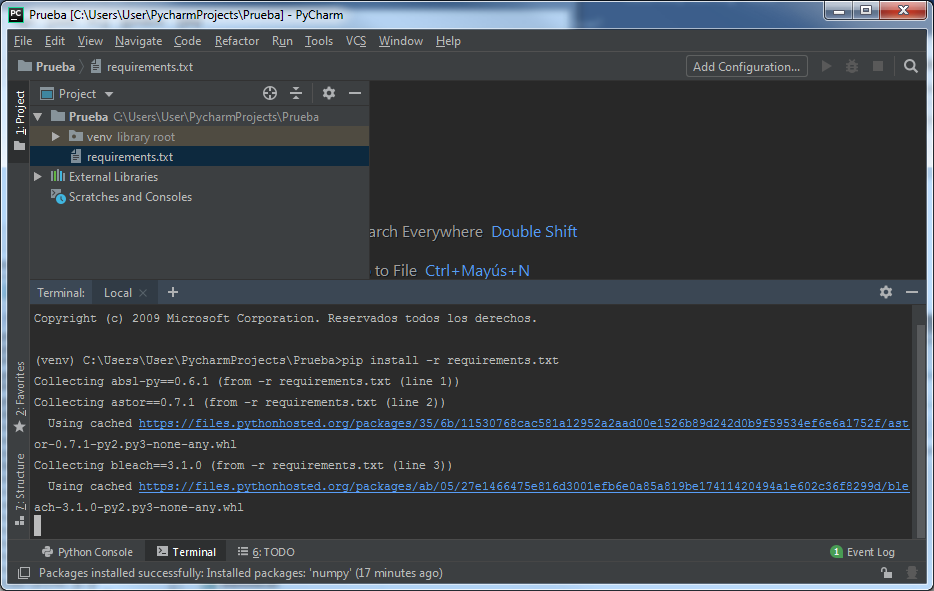 Prueba [C:\Users\User\PycharmProjects\Prueba] - PyCharm
File Edit View Navigate Code Refactor Run Tools VCS Window Help
Prueba requirements.txt Add Configuration...
1: Project
Project
Prueba C:\Users\User\PycharmProjects\Prueba
venv library root
requirements.txt
External Libraries
Scratches and Consoles
arch Everywhere Double Shift
to File Ctrl+Mayús+N
Terminal: Local
Copyright (c) 2009 Microsoft Corporation. Reservados todos los derechos.
(venv) C:\Users\User\PycharmProjects\Prueba>pip install -r requirements.txt
Collecting absl-py==0.6.1 (from -r requirements.txt (line 1))
Collecting astor==0.7.1 (from -r requirements.txt (line 2))
Using cached https://files.pythonhosted.org/packages/35/6b/11530768cac581a12952a2aad00e1526b89d242d0b9f59534ef6e6a1752f/ast
or-0.7.1-py2.py3-none-any.whl
Collecting bleach==3.1.0 (from -r requirements.txt (line 3))
Using cached https://files.pythonhosted.org/packages/ab/05/27e1466475e816d3001efb6e0a85a819be17411420494a1e602c36f8299d/ble
ach-3.1.0-py2.py3-none-any.whl
2: Favorites
7: Structure
Python Console Terminal 6: TODO 1 Event Log
Packages installed successfully: Installed packages: 'numpy' (17 minutes ago)